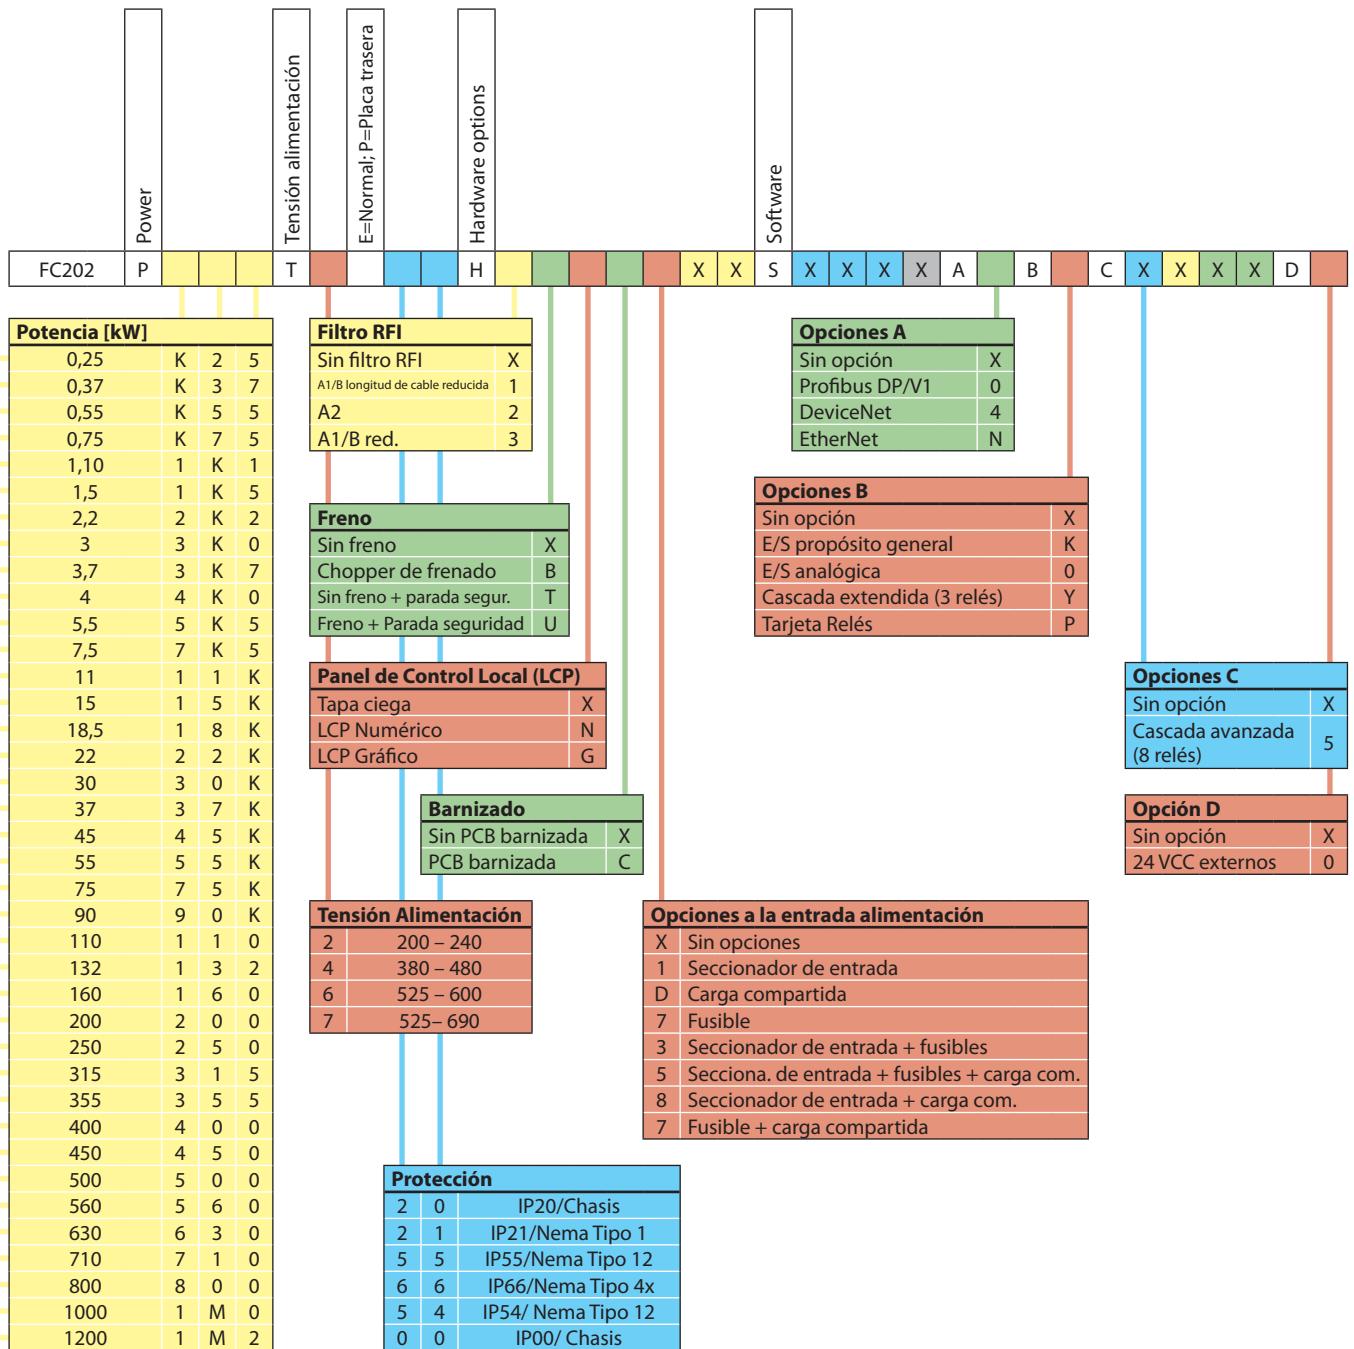 Power
Tensión alimentación
E=Normal; P=Placa trasera
Hardware options
Software
FC202 P T H X X S X X X X A B C X X X X D
Potencia [kW]
0,25 K 2 5
0,37 K 3 7
0,55 K 5 5
0,75 K 7 5
1,10 1 K 1
1,5 1 K 5
2,2 2 K 2
3 3 K 0
3,7 3 K 7
4 4 K 0
5,5 5 K 5
7,5 7 K 5
11 1 1 K
15 1 5 K
18,5 1 8 K
22 2 2 K
30 3 0 K
37 3 7 K
45 4 5 K
55 5 5 K
75 7 5 K
90 9 0 K
110 1 1 0
132 1 3 2
160 1 6 0
200 2 0 0
250 2 5 0
315 3 1 5
355 3 5 5
400 4 0 0
450 4 5 0
500 5 0 0
560 5 6 0
630 6 3 0
710 7 1 0
800 8 0 0
1000 1 M 0
1200 1 M 2
Filtro RFI
Sin filtro RFI X
A1/B longitud de cable reducida 1
A2 2
A1/B red. 3
Freno
Sin freno X
Chopper de frenado B
Sin freno + parada segur. T
Freno + Parada seguridad U
Panel de Control Local (LCP)
Tapa ciega X
LCP Numérico N
LCP Gráfico G
Barnizado
Sin PCB barnizada X
PCB barnizada C
Tensión Alimentación
2 200 – 240
4 380 – 480
6 525 – 600
7 525– 690
Protección
2 0 IP20/Chasis
2 1 IP21/Nema Tipo 1
5 5 IP55/Nema Tipo 12
6 6 IP66/Nema Tipo 4x
5 4 IP54/ Nema Tipo 12
0 0 IP00/ Chasis
Opciones A
Sin opción X
Profibus DP/V1 0
DeviceNet 4
EtherNet N
Opciones B
Sin opción X
E/S propósito general K
E/S analógica 0
Cascada extendida (3 relés) Y
Tarjeta Relés P
Opciones a la entrada alimentación
X Sin opciones
1 Seccionador de entrada
D Carga compartida
7 Fusible
3 Seccionador de entrada + fusibles
5 Secciona. de entrada + fusibles + carga com.
8 Seccionador de entrada + carga com.
7 Fusible + carga compartida
Opciones C
Sin opción X
Cascada avanzada
(8 relés) 5
Opción D
Sin opción X
24 VCC externos 0